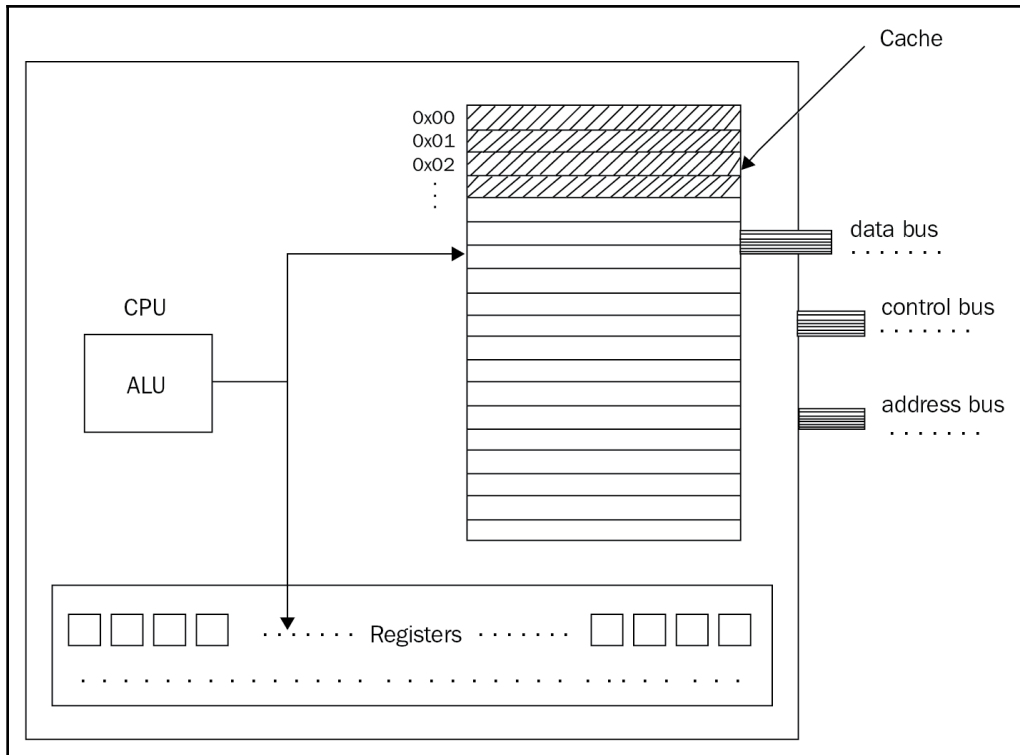 Cache
0x00
0x01
0x02
data bus
control bus
CPU
ALU
address bus
Registers